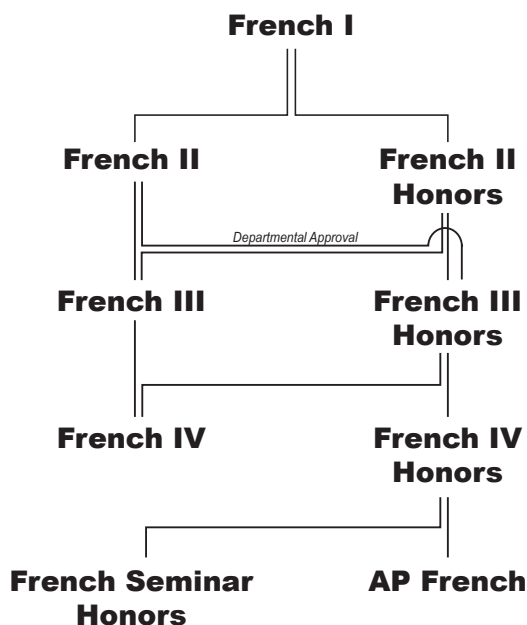 French I
French II
French II
Honors
Departmental Approval
French III
French III
Honors
French IV
French IV
Honors
French Seminar
Honors
AP French